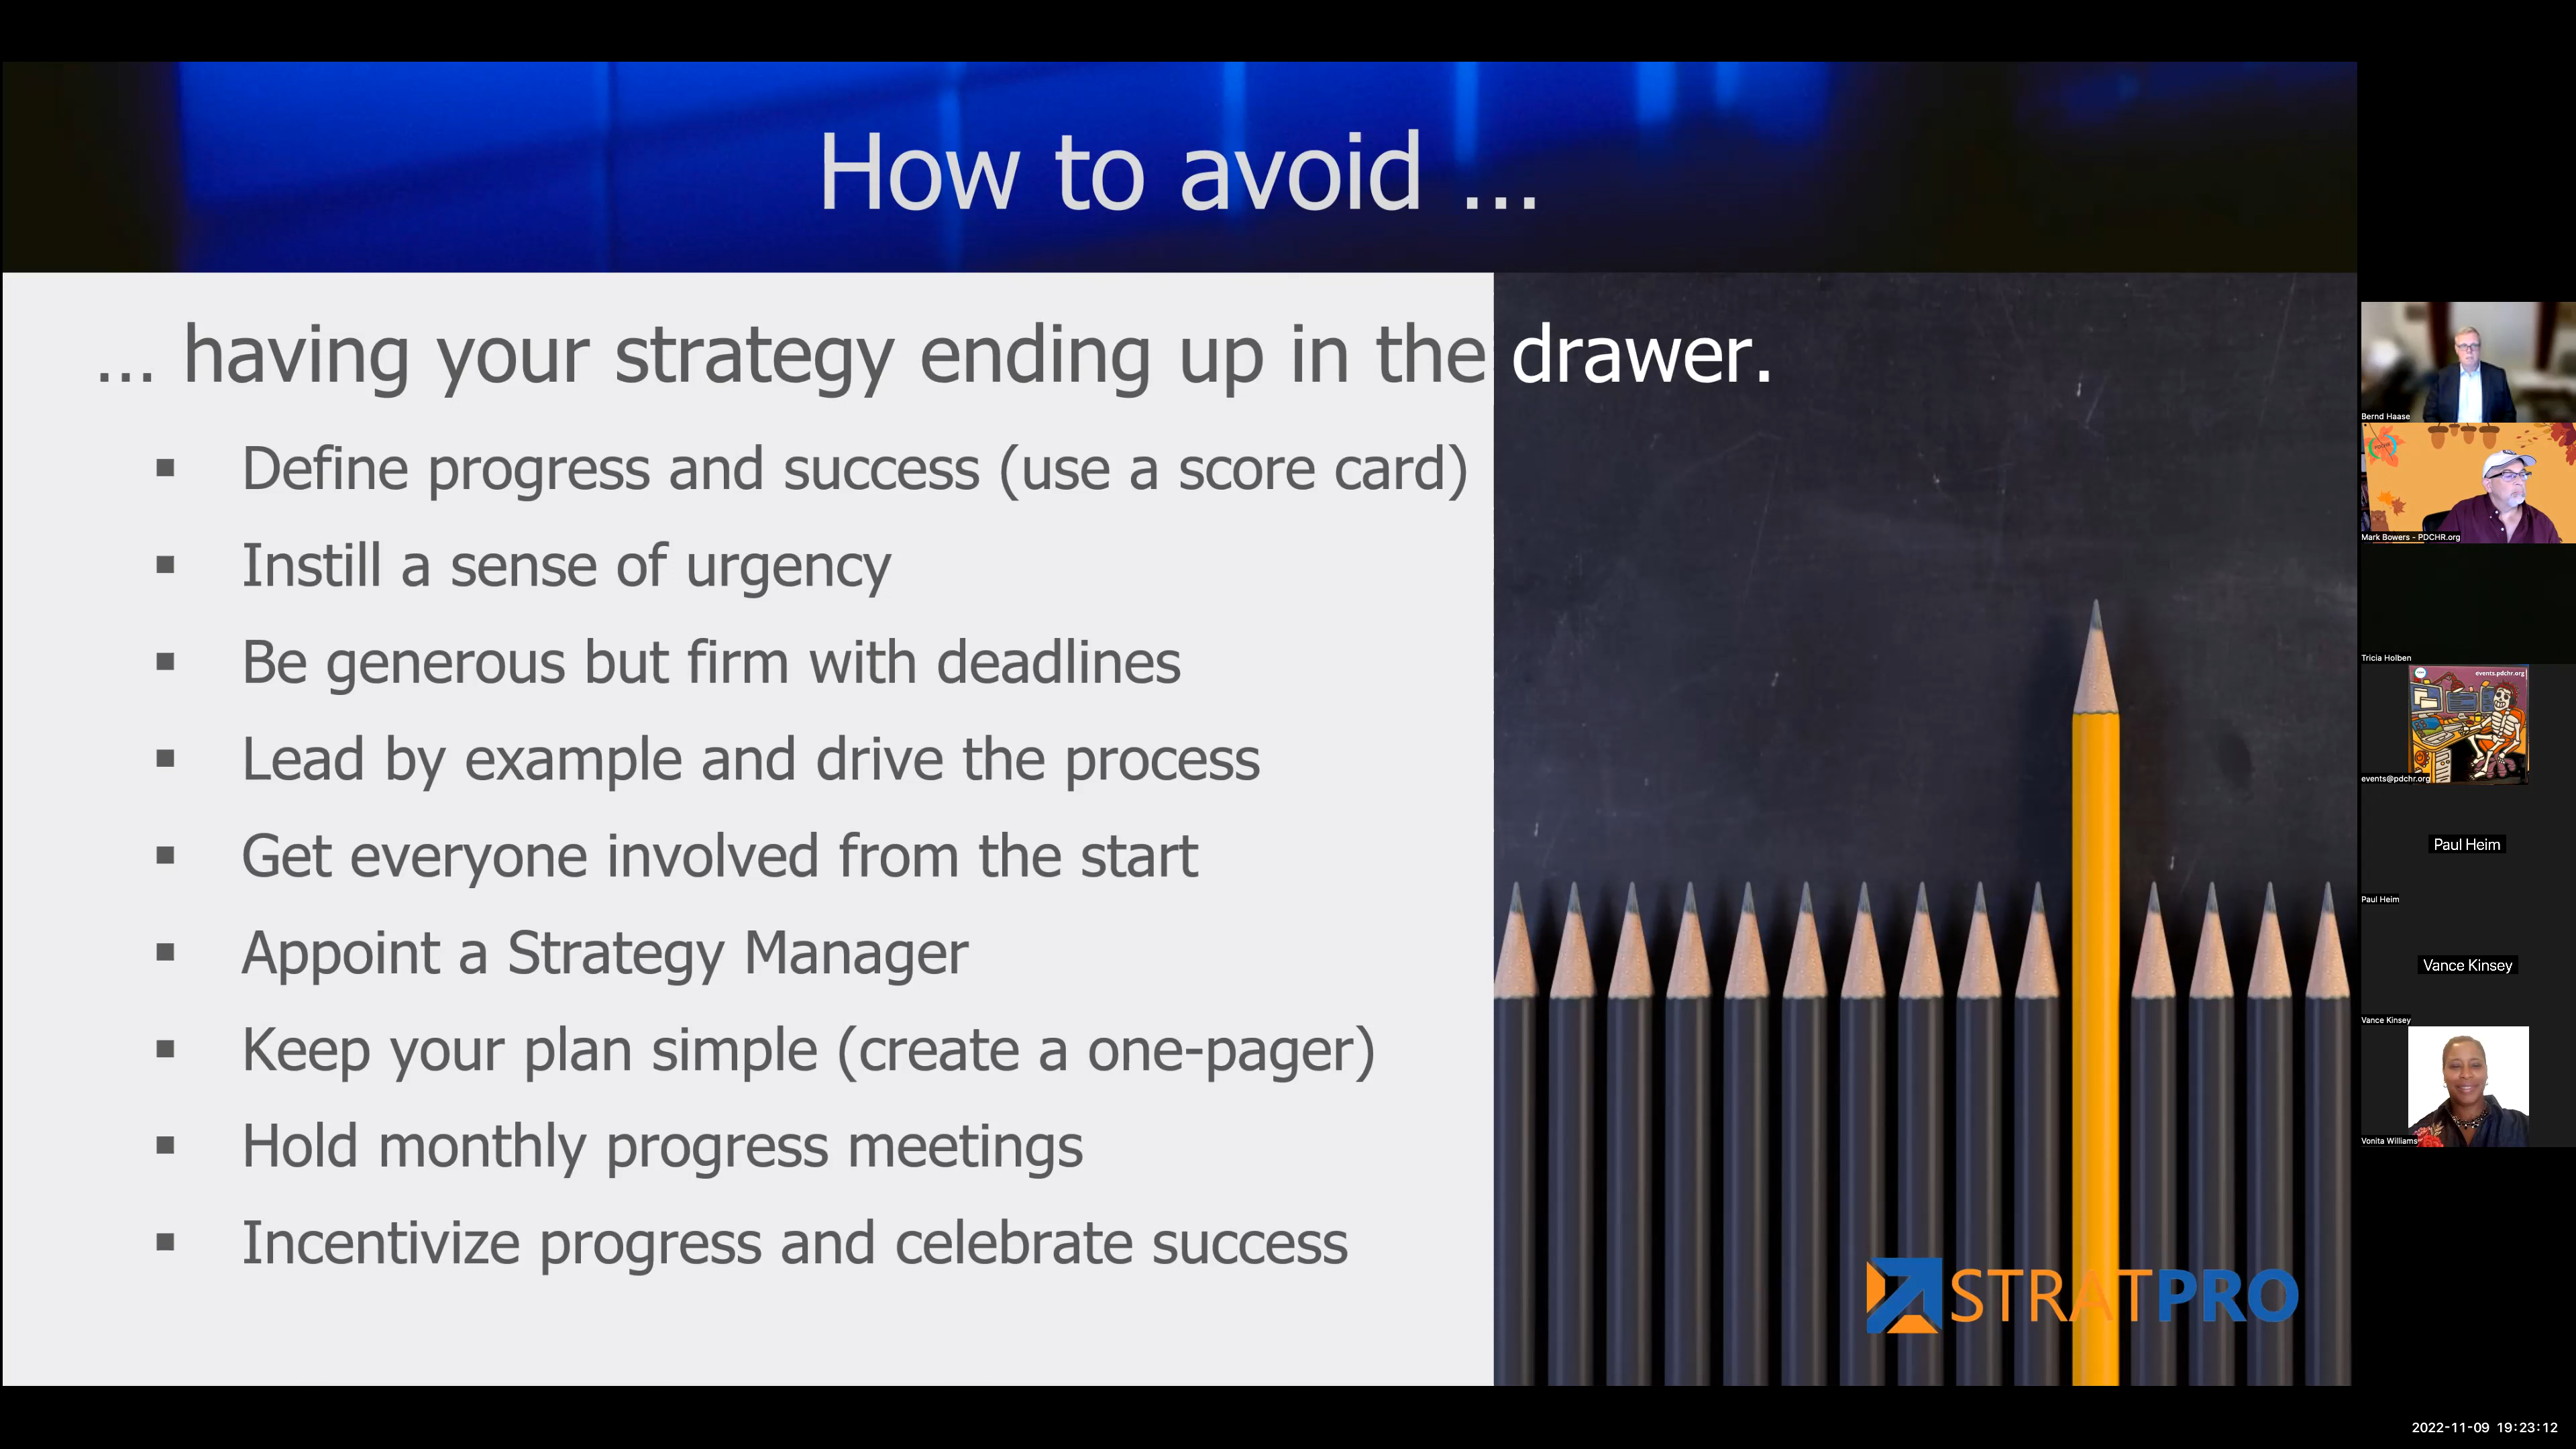 How to avoid ...
... having your strategy ending up in the drawer.
▪ Define progress and success (use a score card)
▪ Instill a sense of urgency
▪ Be generous but firm with deadlines
▪ Lead by example and drive the process
▪ Get everyone involved from the start
▪ Appoint a Strategy Manager
▪ Keep your plan simple (create a one-pager)
▪ Hold monthly progress meetings
▪ Incentivize progress and celebrate success
STRATPRO
Bernd Haase
Mark Bowers - PDCHR.org
Tricia Holben
events.pdchr.org
events@pdchr.org
Paul Heim
Paul Heim
Vance Kinsey
Vance Kinsey
Vonita Williams
2022-11-09 19:23:12